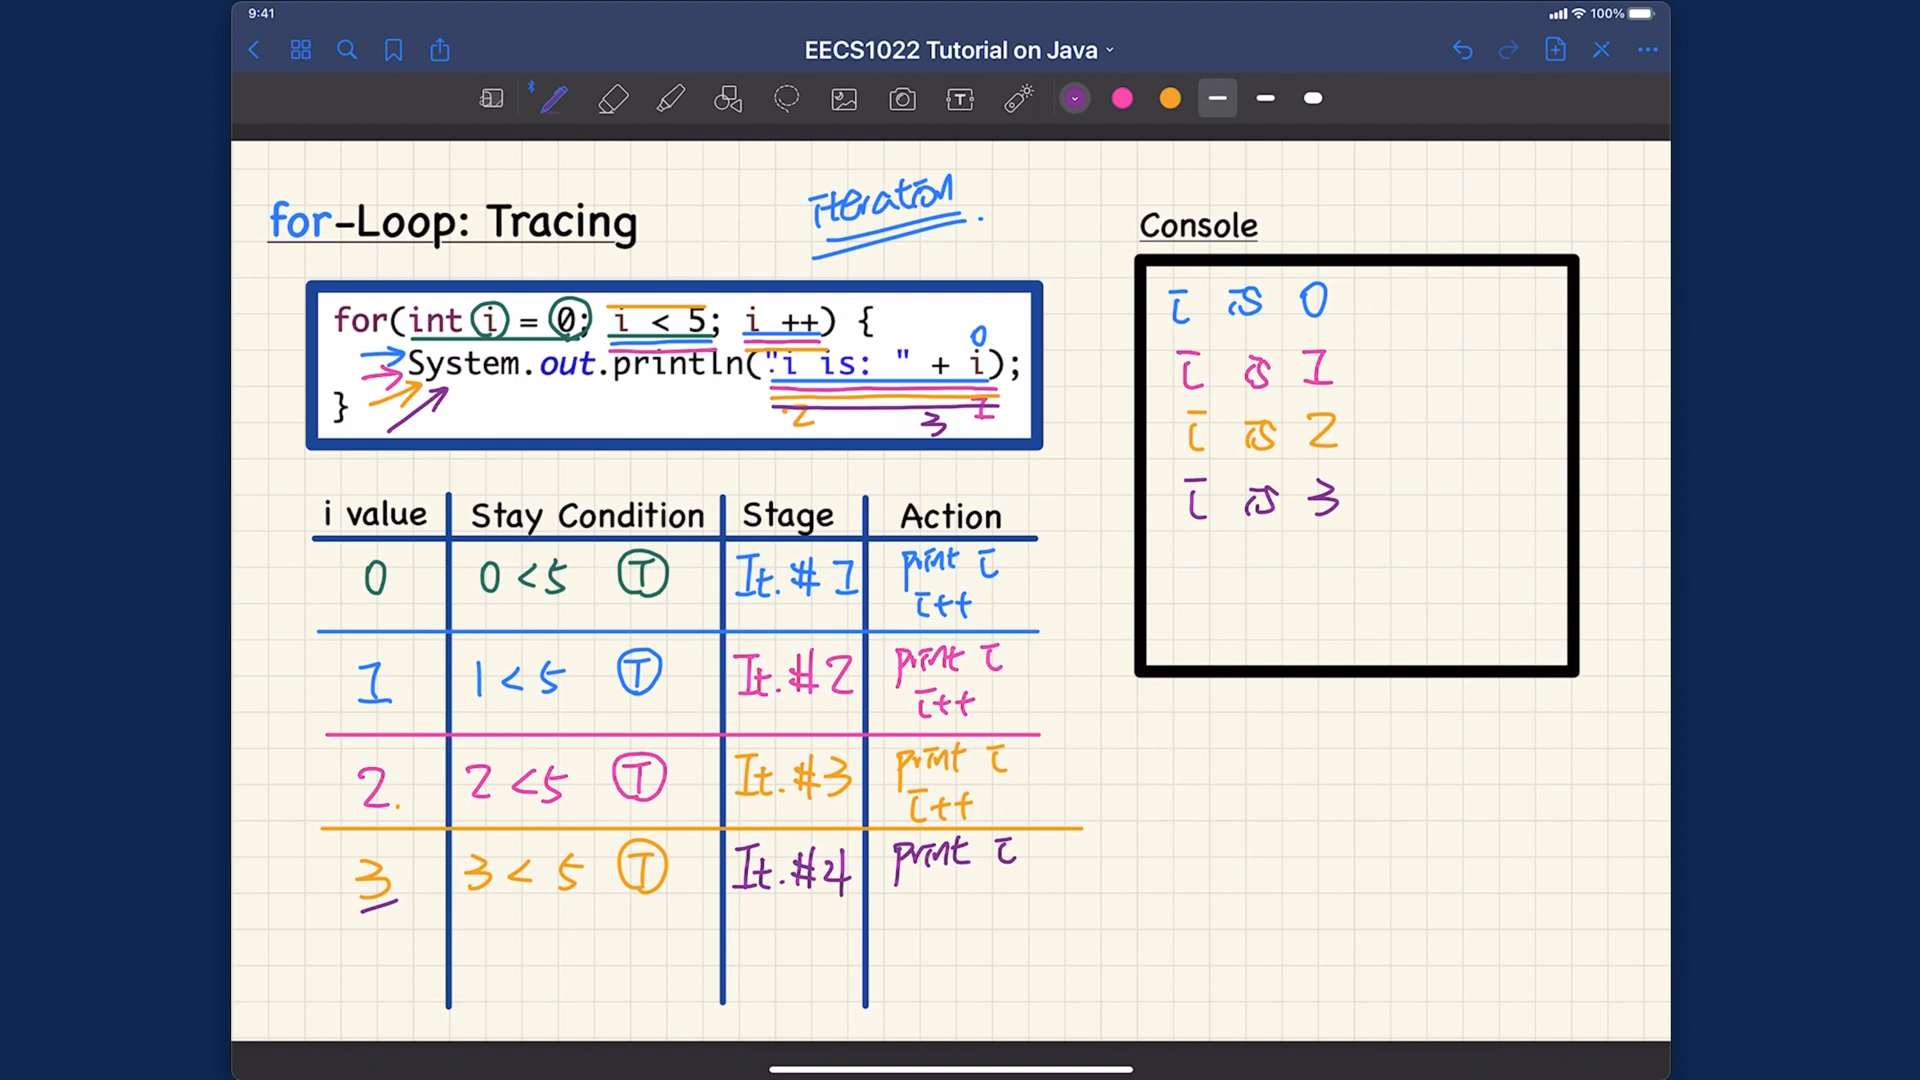 9:41
100%
EECS1022 Tutorial on Java
for-Loop: Tracing
iteration.
for(int i = 0; i < 5; i ++) {
0
System.out.println("i is: " + i);
}
2 3 1
i value Stay Condition Stage Action
0 0 < 5 T It. # 1 print i
i++
1 1 < 5 T It. # 2 print i
i++
2. 2 < 5 T It. # 3 print i
i++
3 3 < 5 T It. # 4 print i
Console
i is 0
i is 1
i is 2
i is 3